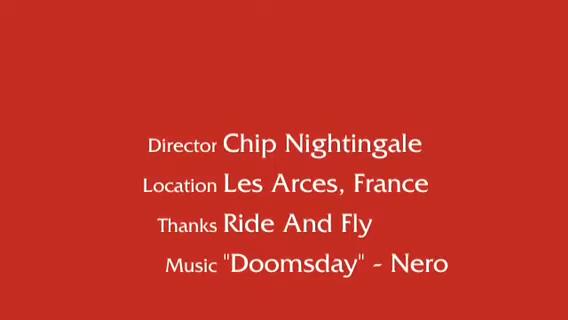 Director Chip Nightingale
Location Les Arces, France
Thanks Ride And Fly
Music "Doomsday" - Nero